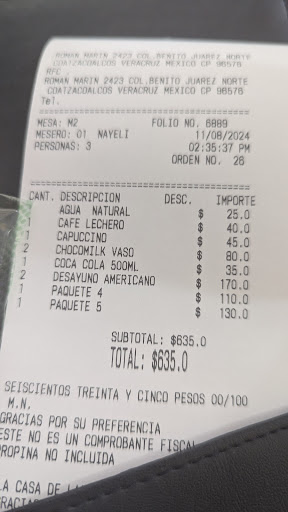 ROMAN MARIN 2423 COL.BENITO JUAREZ NORTE
COATZACOALCOS VERACRUZ MEXICO CP 96576
RFC
ROMAN MARIN 2423 COL.BENITO JUAREZ NORTE
COATZACOALCOS VERACRUZ MEXICO CP 96576
Tel.
MESA: M2 FOLIO NO. 6899
MESERO: 01 NAYELI 11/08/2024
PERSONAS: 3 02:35:37 PM
ORDEN NO. 26
CANT. DESCRIPCION DESC. IMPORTE
AGUA NATURAL $ 25.0
CAFE LECHERO $ 40.0
1 CAPUCCINO $ 45.0
2 CHOCOMILK VASO $ 80.0
1 COCA COLA 500ML $ 35.0
2 DESAYUNO AMERICANO $ 170.0
1 PAQUETE 4 $ 110.0
1 PAQUETE 5 $ 130.0
SUBTOTAL: $635.0
TOTAL: $635.0
SEISCIENTOS TREINTA Y CINCO PESOS 00/100
M.N.
GRACIAS POR SU PREFERENCIA
ESTE NO ES UN COMPROBANTE FISCAL
PROPINA NO INCLUIDA
LA CASA DE